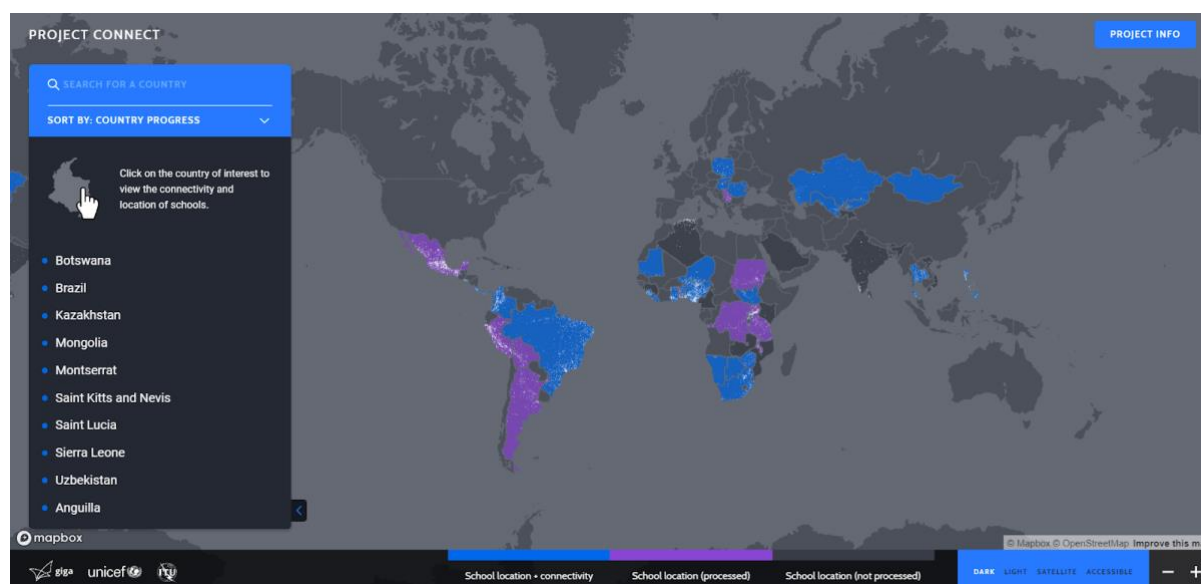 PROJECT CONNECT
PROJECT INFO
SEARCH FOR A COUNTRY
SORT BY: COUNTRY PROGRESS
Click on the country of interest to
view the connectivity and
location of schools.
Botswana
Brazil
Kazakhstan
Mongolia
Montserrat
Saint Kitts and Nevis
Saint Lucia
Sierra Leone
Uzbekistan
Anguilla
mapbox
© Mapbox © OpenStreetMap Improve this m
giga
unicef
ITU
School location + connectivity
School location (processed)
School location (not processed)
DARK LIGHT SATELLITE ACCESSIBLE